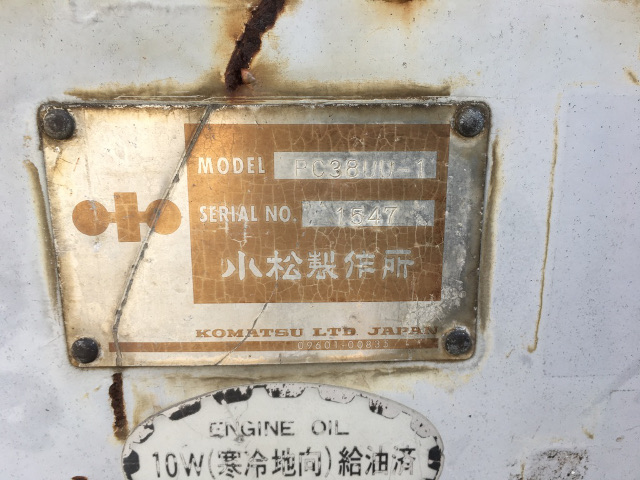 MODEL PC38UU-1
SERIAL NO. 1547
小松製作所
KOMATSU LTD. JAPAN
ENGINE OIL
10W(寒冷地向)給油済